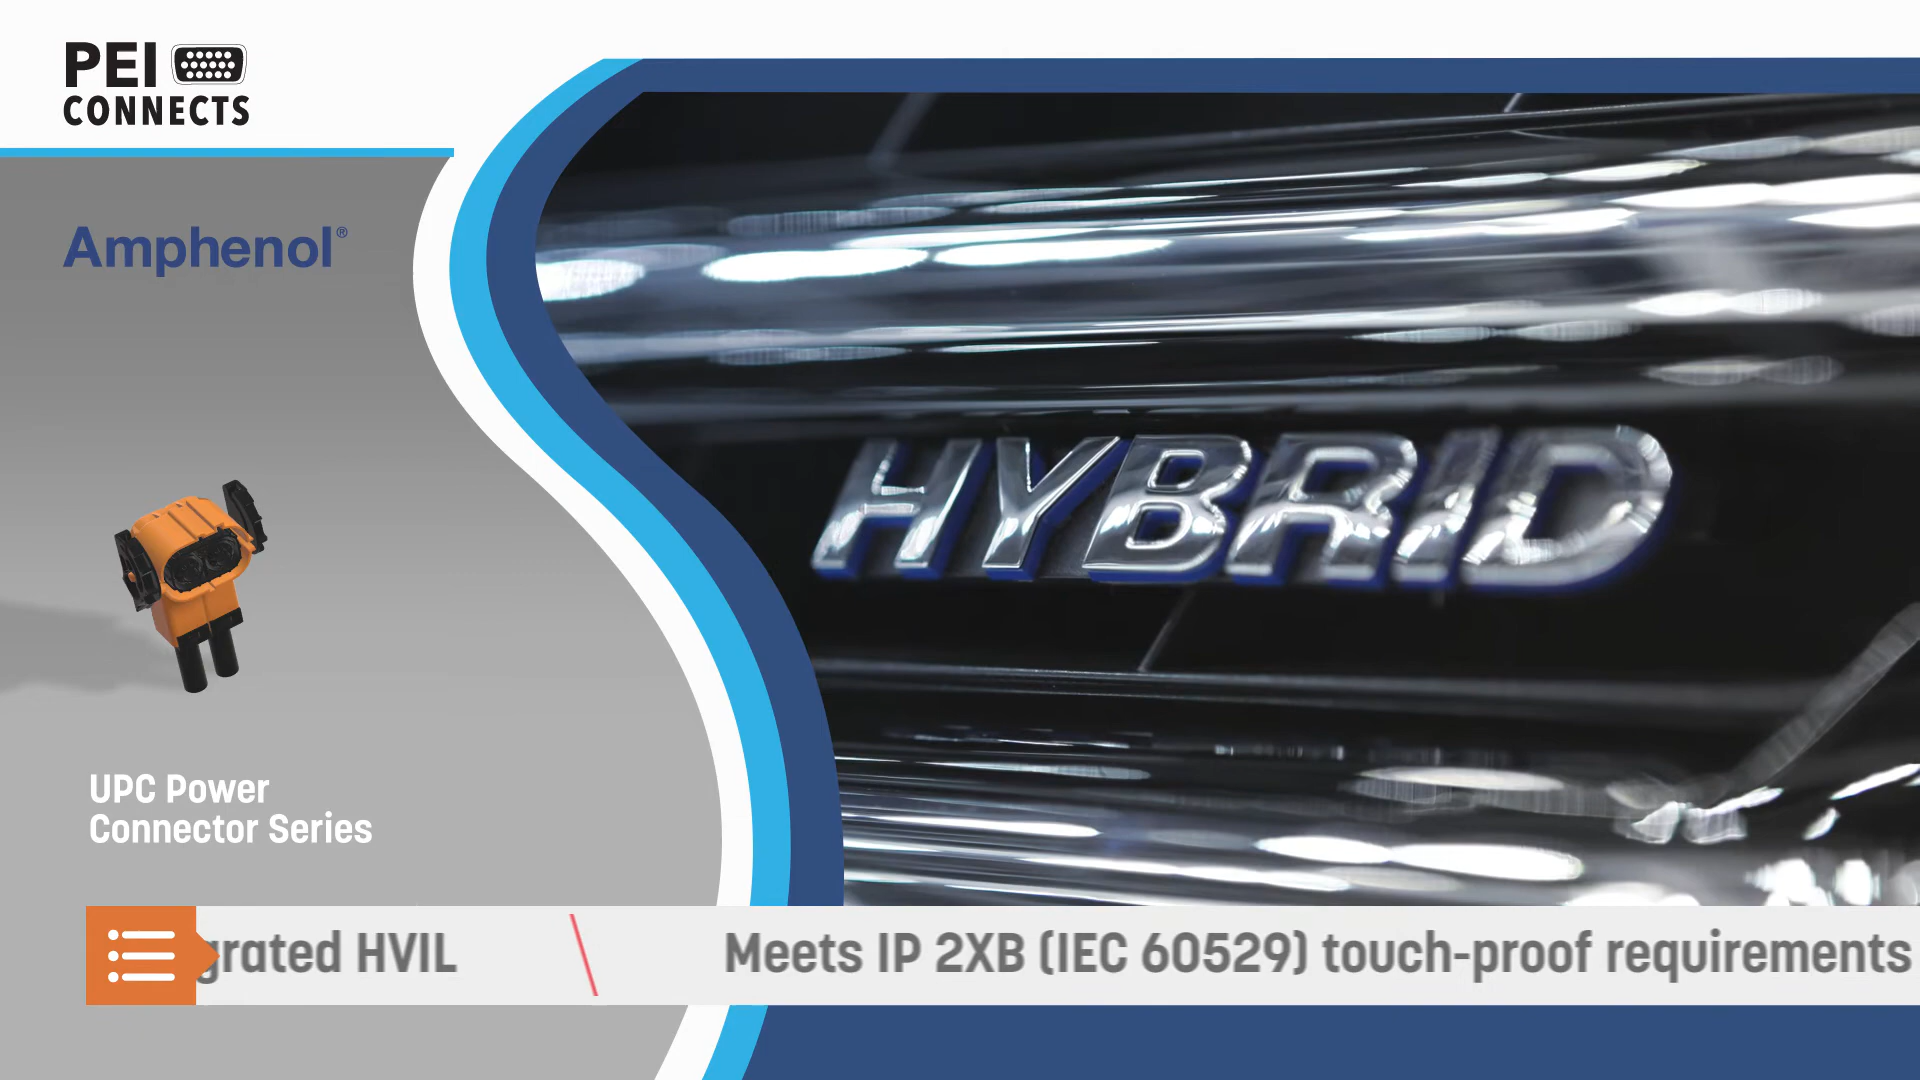 PEI
CONNECTS
Amphenol®
HYBRID
UPC Power
Connector Series
grated HVIL
Meets IP 2XB (IEC 60529) touch-proof requirements